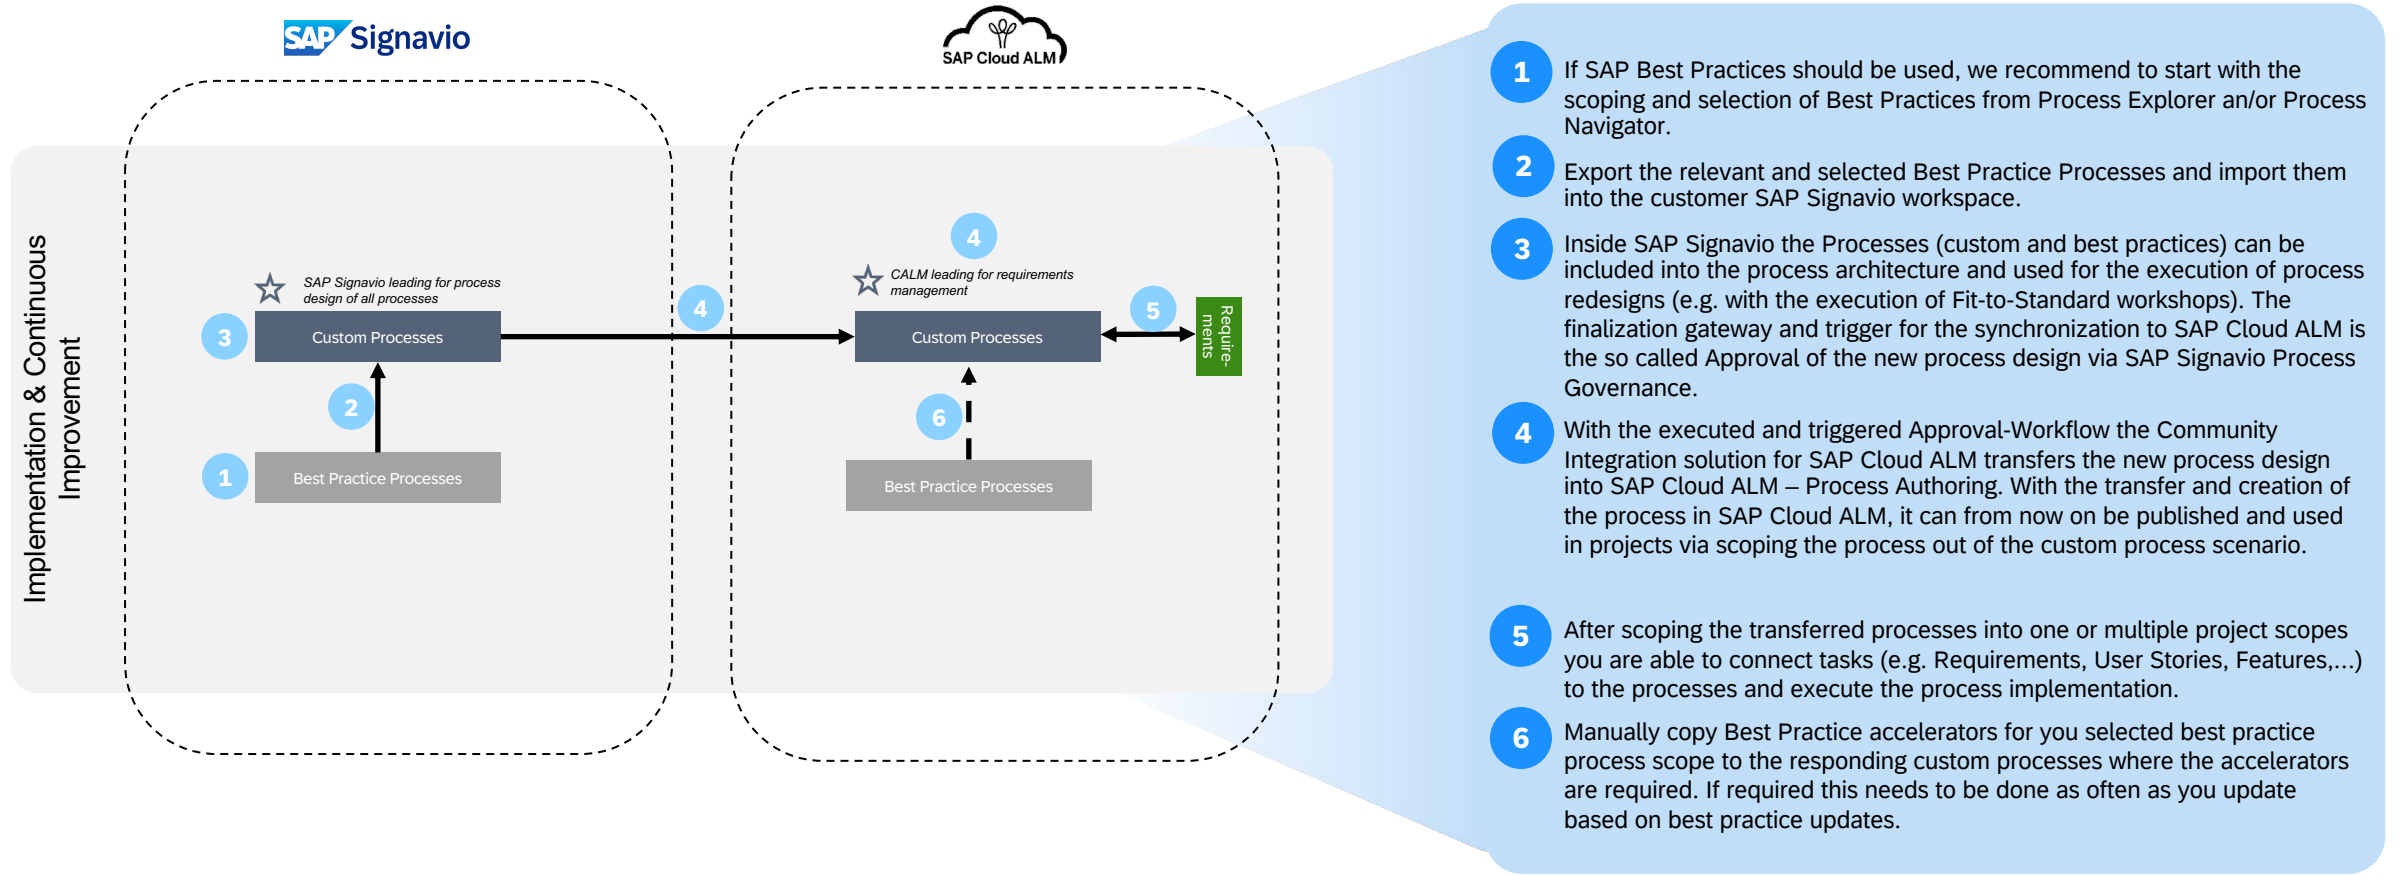 SAP Signavio
SAP Cloud ALM
Implementation & Continuous
Improvement
SAP Signavio leading for process
design of all processes
3
Custom Processes
2
1
Best Practice Processes
4
4
CALM leading for requirements
management
Custom Processes
5
Require-
ments
6
Best Practice Processes
1
If SAP Best Practices should be used, we recommend to start with the
scoping and selection of Best Practices from Process Explorer an/or Process
Navigator.
2
Export the relevant and selected Best Practice Processes and import them
into the customer SAP Signavio workspace.
3
Inside SAP Signavio the Processes (custom and best practices) can be
included into the process architecture and used for the execution of process
redesigns (e.g. with the execution of Fit-to-Standard workshops). The
finalization gateway and trigger for the synchronization to SAP Cloud ALM is
the so called Approval of the new process design via SAP Signavio Process
Governance.
4
With the executed and triggered Approval-Workflow the Community
Integration solution for SAP Cloud ALM transfers the new process design
into SAP Cloud ALM – Process Authoring. With the transfer and creation of
the process in SAP Cloud ALM, it can from now on be published and used
in projects via scoping the process out of the custom process scenario.
5
After scoping the transferred processes into one or multiple project scopes
you are able to connect tasks (e.g. Requirements, User Stories, Features,…)
to the processes and execute the process implementation.
6
Manually copy Best Practice accelerators for you selected best practice
process scope to the responding custom processes where the accelerators
are required. If required this needs to be done as often as you update
based on best practice updates.